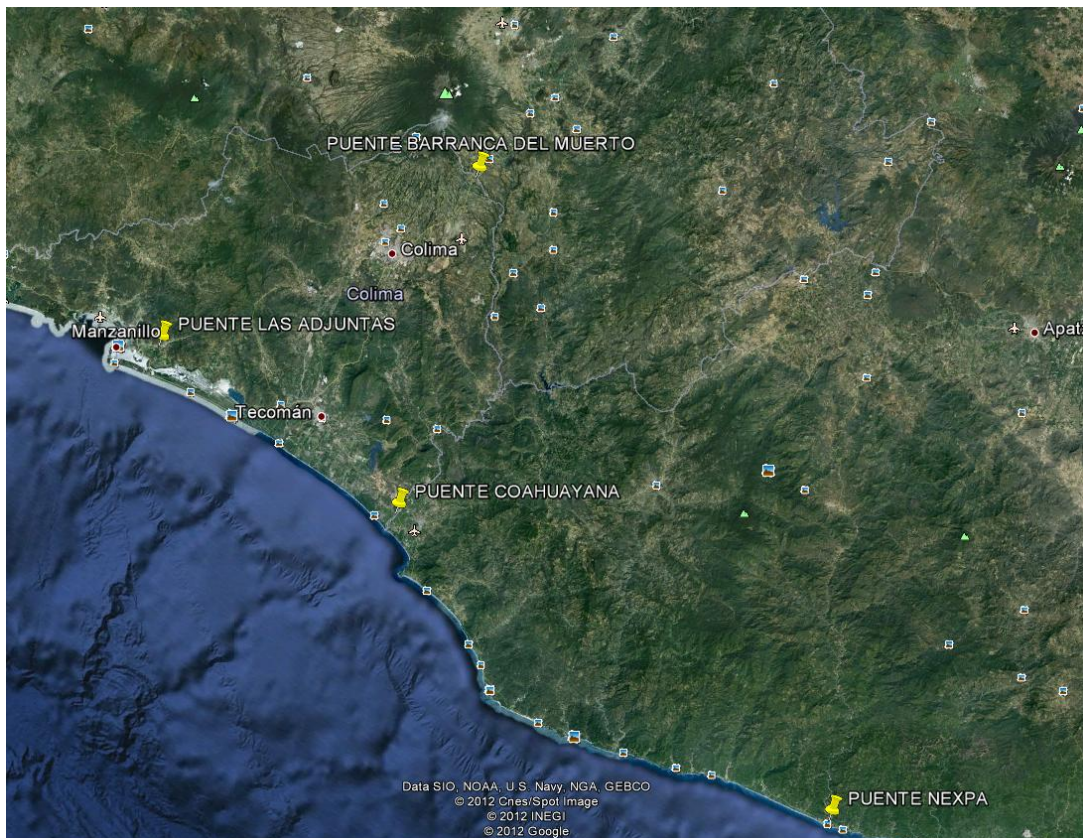 PUENTE BARRANCA DEL MUERTO
Colima
Colima
PUENTE LAS ADJUNTAS
Manzanillo
Apatz
Tecomán
PUENTE COAHUAYANA
PUENTE NEXPA
Data SIO, NOAA, U.S. Navy, NGA, GEBCO
© 2012 Cnes/Spot Image
© 2012 INEGI
© 2012 Google